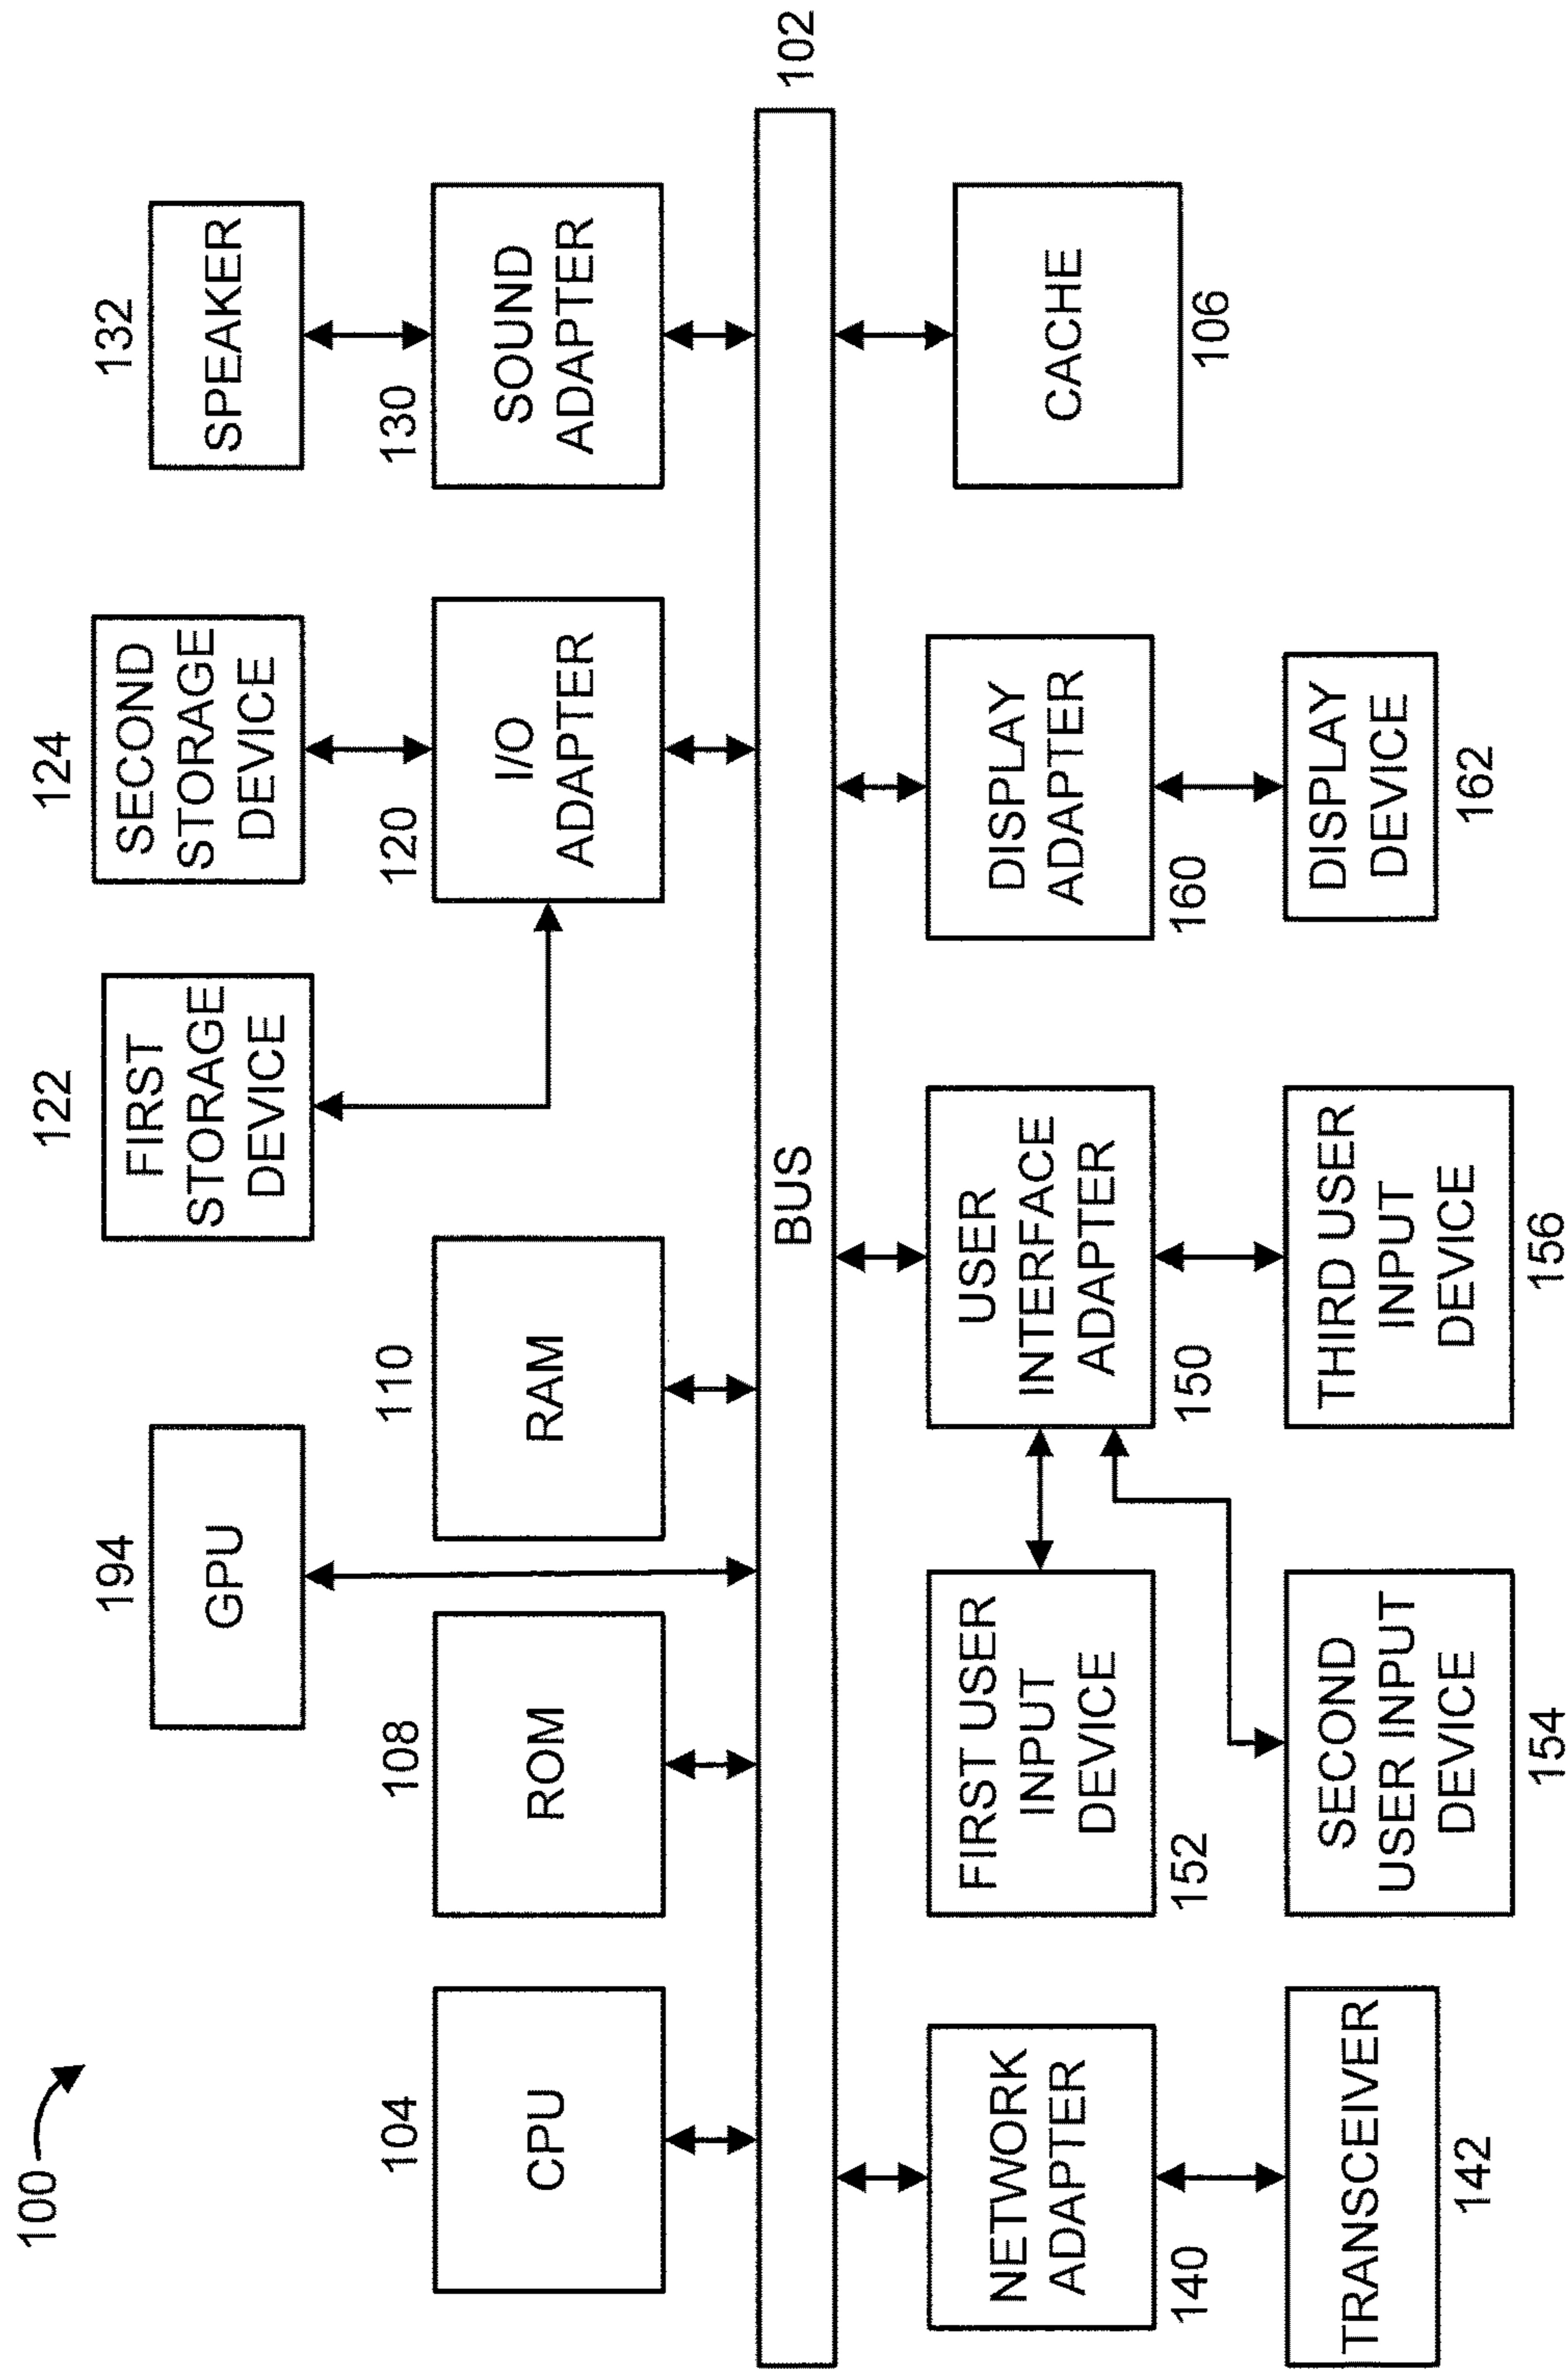 100
194
GPU
122
FIRST
STORAGE
DEVICE
124
SECOND
STORAGE
DEVICE
132
SPEAKER
104
CPU
108
ROM
110
RAM
120
I/O
ADAPTER
130
SOUND
ADAPTER
BUS
102
NETWORK
ADAPTER
140
FIRST USER
INPUT
DEVICE
152
USER
INTERFACE
ADAPTER
150
DISPLAY
ADAPTER
160
CACHE
106
TRANSCEIVER
142
SECOND
USER INPUT
DEVICE
154
THIRD USER
INPUT
DEVICE
156
DISPLAY
DEVICE
162